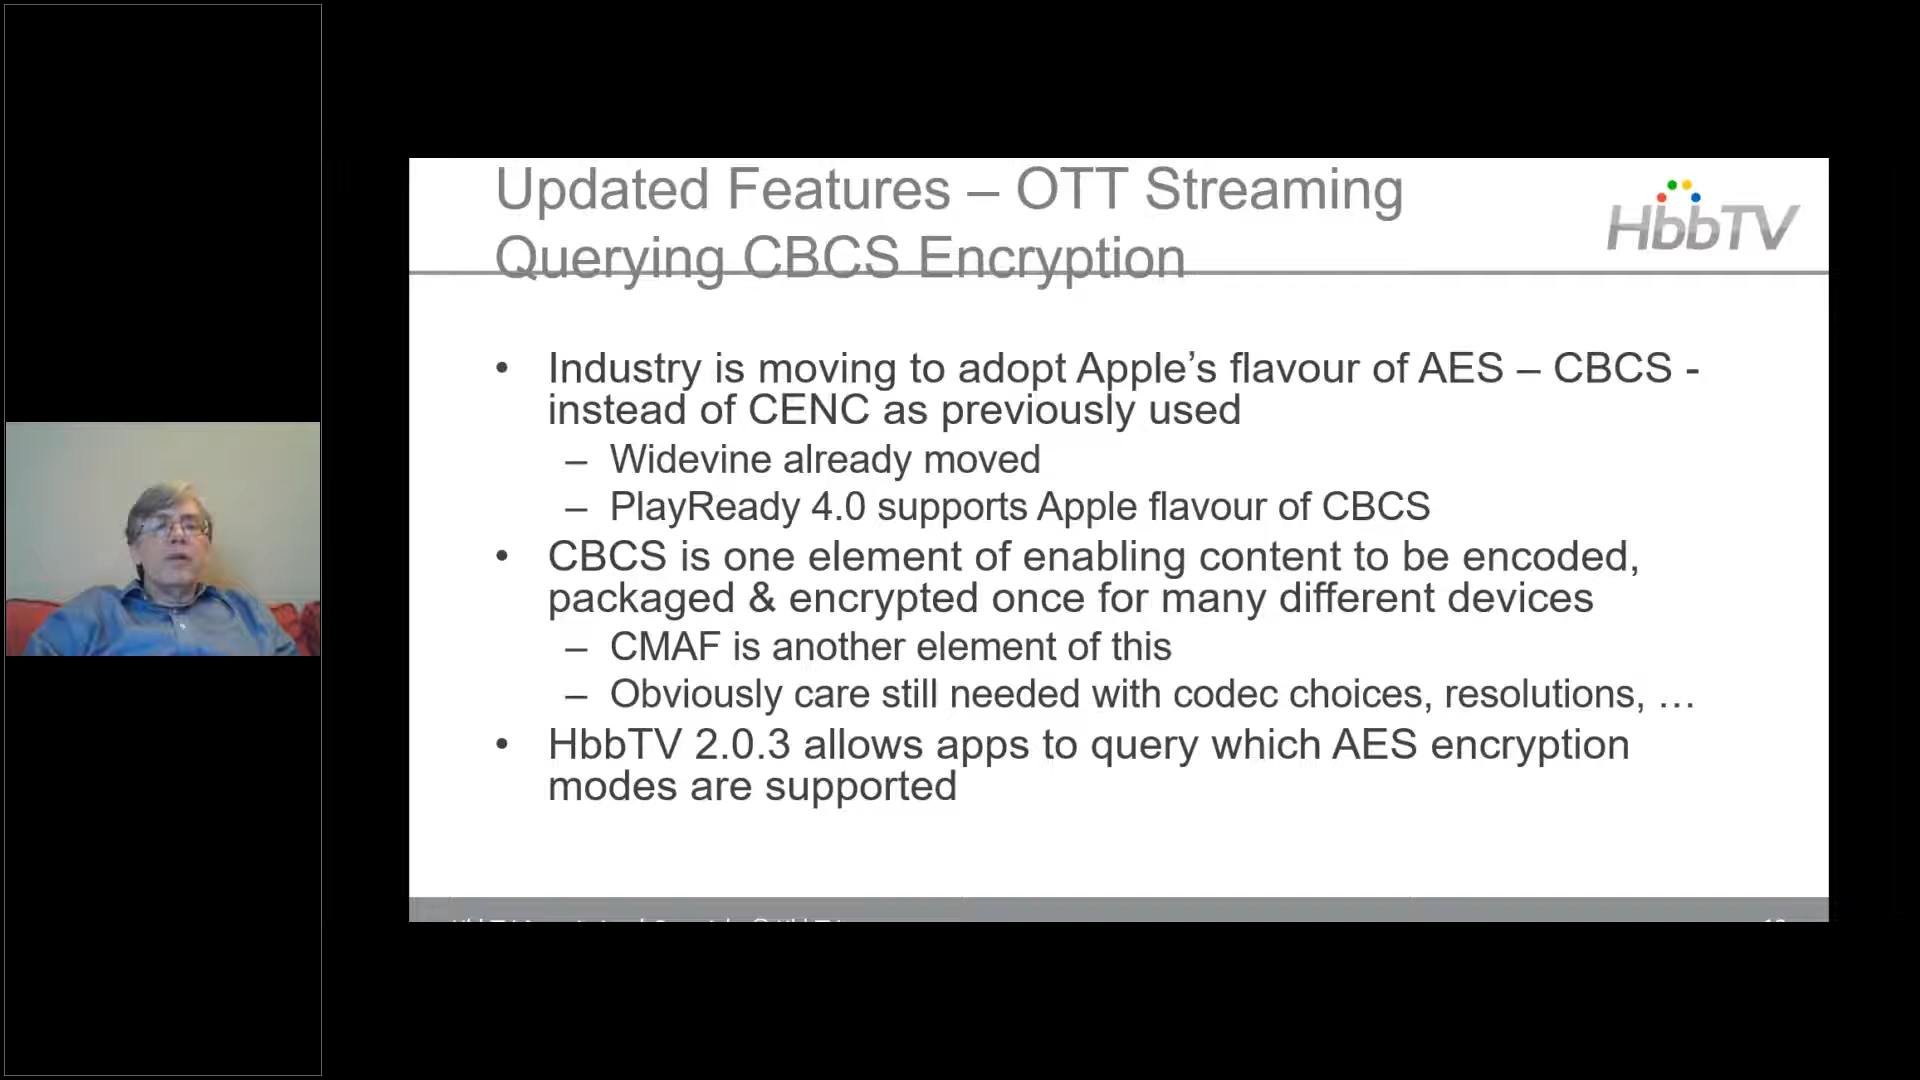 Updated Features – OTT Streaming
Querying CBCS Encryption
HbbTV
• Industry is moving to adopt Apple’s flavour of AES – CBCS -
instead of CENC as previously used
– Widevine already moved
– PlayReady 4.0 supports Apple flavour of CBCS
• CBCS is one element of enabling content to be encoded,
packaged & encrypted once for many different devices
– CMAF is another element of this
– Obviously care still needed with codec choices, resolutions, …
• HbbTV 2.0.3 allows apps to query which AES encryption
modes are supported